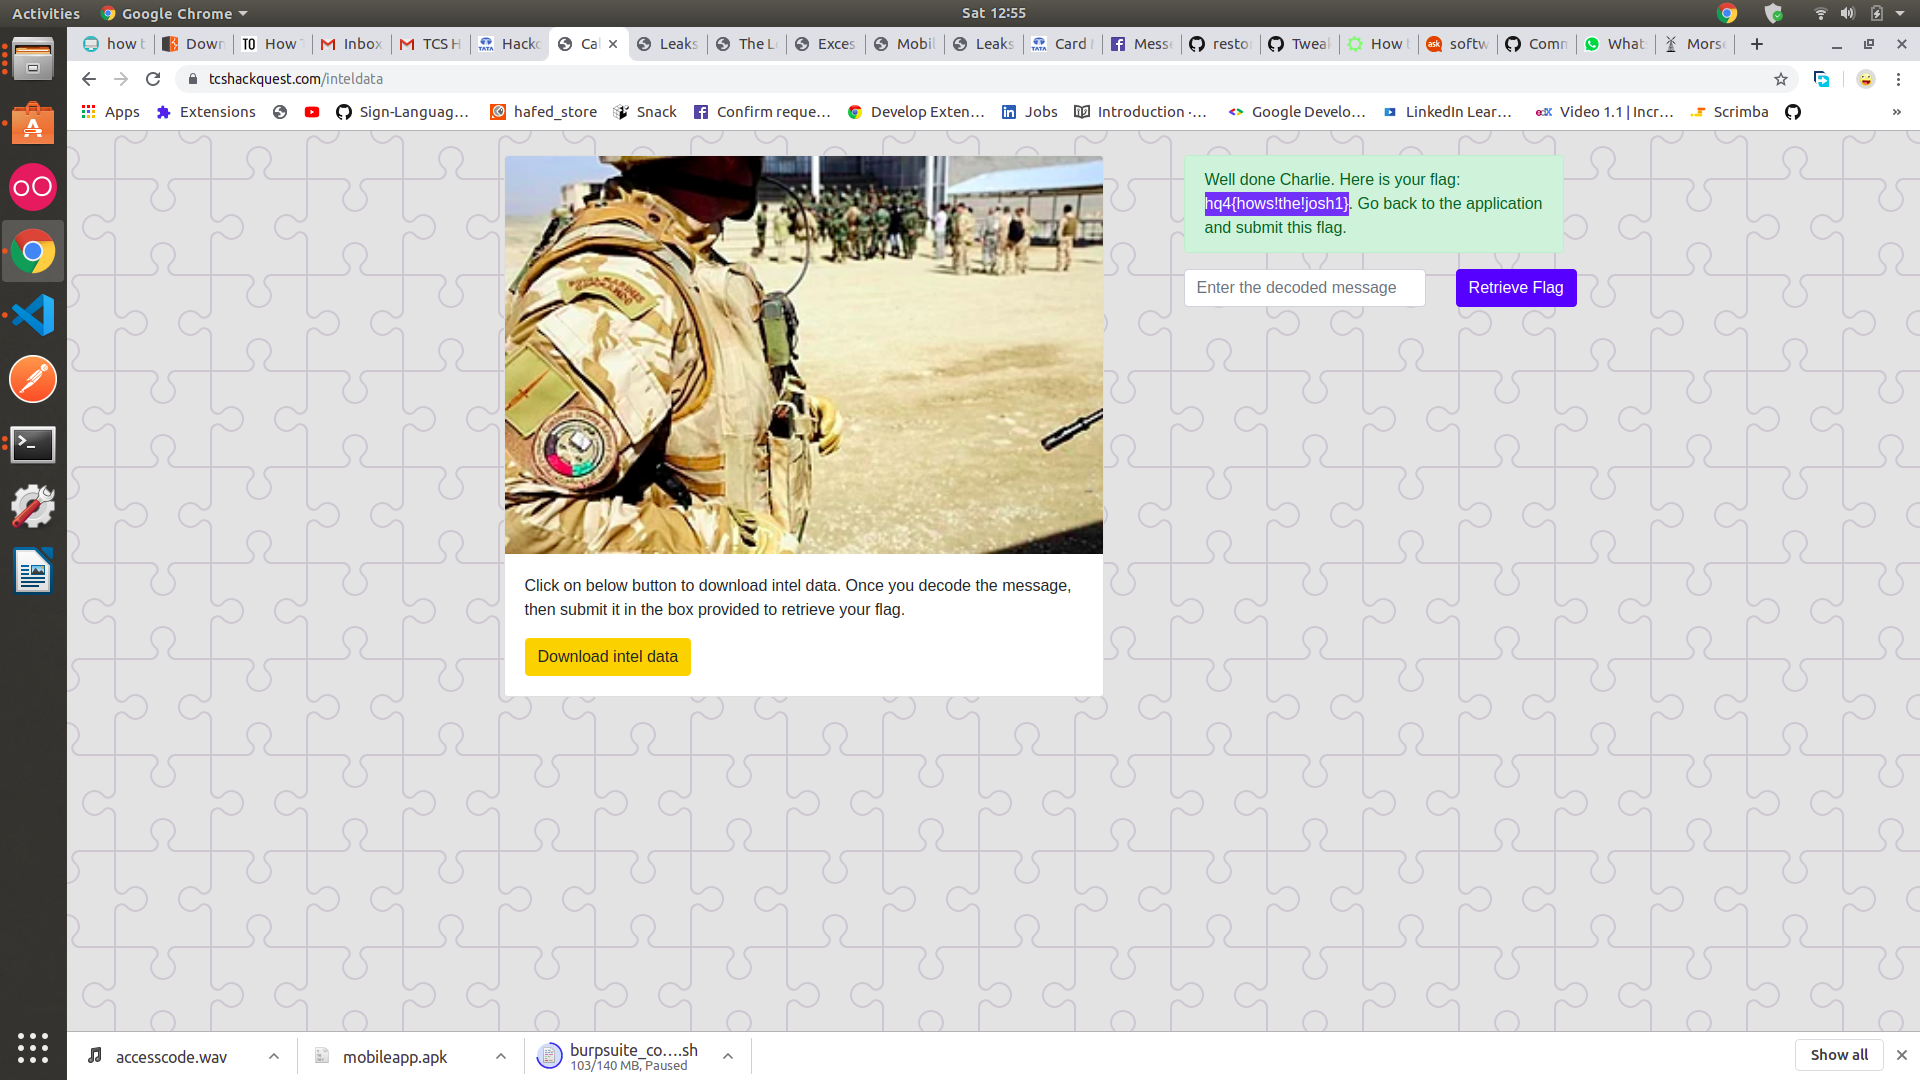 Activities
Google Chrome
Sat 12:55
how t
Down
How
Inbox
TCS H
Hackq
Cal
Leaks
The L
Exces
Mobil
Leaks
Card
Messe
resto
Twea
How
softw
Comn
What
Morse
tcshackquest.com/inteldata
Apps
Extensions
Sign-Languag…
hafed_store
Snack
Confirm reque…
Develop Exten…
Jobs
Introduction ·…
Google Develo…
LinkedIn Lear…
Video 1.1 | Incr…
Scrimba
»
Well done Charlie. Here is your flag:
hq4{hows!the!josh1}. Go back to the application
and submit this flag.
Enter the decoded message
Retrieve Flag
Click on below button to download intel data. Once you decode the message,
then submit it in the box provided to retrieve your flag.
Download intel data
accesscode.wav
mobileapp.apk
burpsuite_co….sh
103/140 MB, Paused
Show all